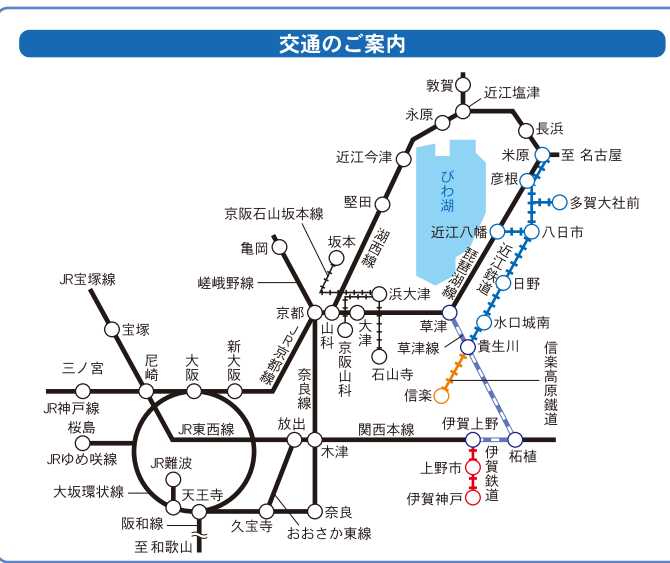 交通のご案内
敦賀
近江塩津
永原
長浜
近江今津
米原
至 名古屋
びわ湖
彦根
堅田
多賀大社前
京阪石山坂本線
湖西線
近江八幡
八日市
坂本
亀岡
琵琶湖線
近江鉄道
JR宝塚線
嵯峨野線
日野
浜大津
京都
山科
大津
草津
水口城南
宝塚
JR京都線
京阪山科
草津線
貴生川
信楽高原鐵道
三ノ宮
尼崎
大阪
新大阪
奈良線
石山寺
信楽
JR神戸線
桜島
JR東西線
放出
関西本線
伊賀上野
木津
柘植
JRゆめ咲線
JR難波
上野市
伊賀鉄道
大坂環状線
天王寺
伊賀神戸
阪和線
久宝寺
奈良
おおさか東線
至 和歌山